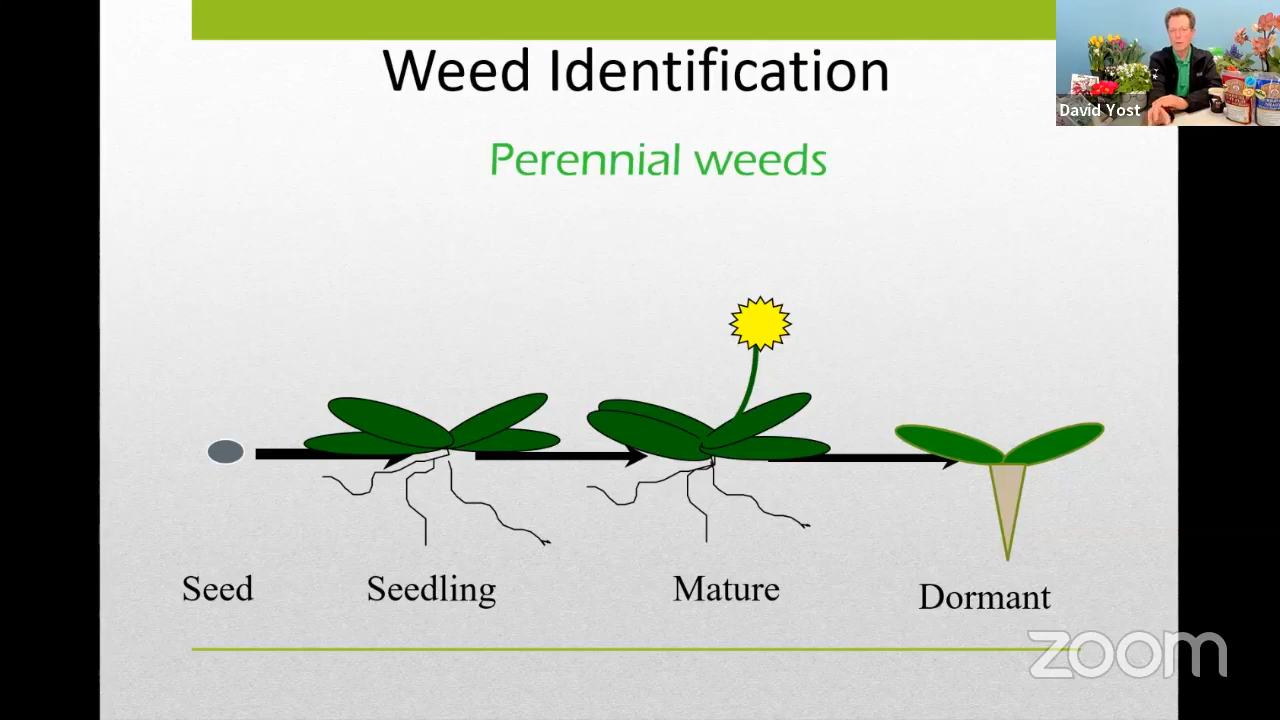 Weed Identification
Perennial weeds
David Yost
Seed
Seedling
Mature
Dormant
zoom